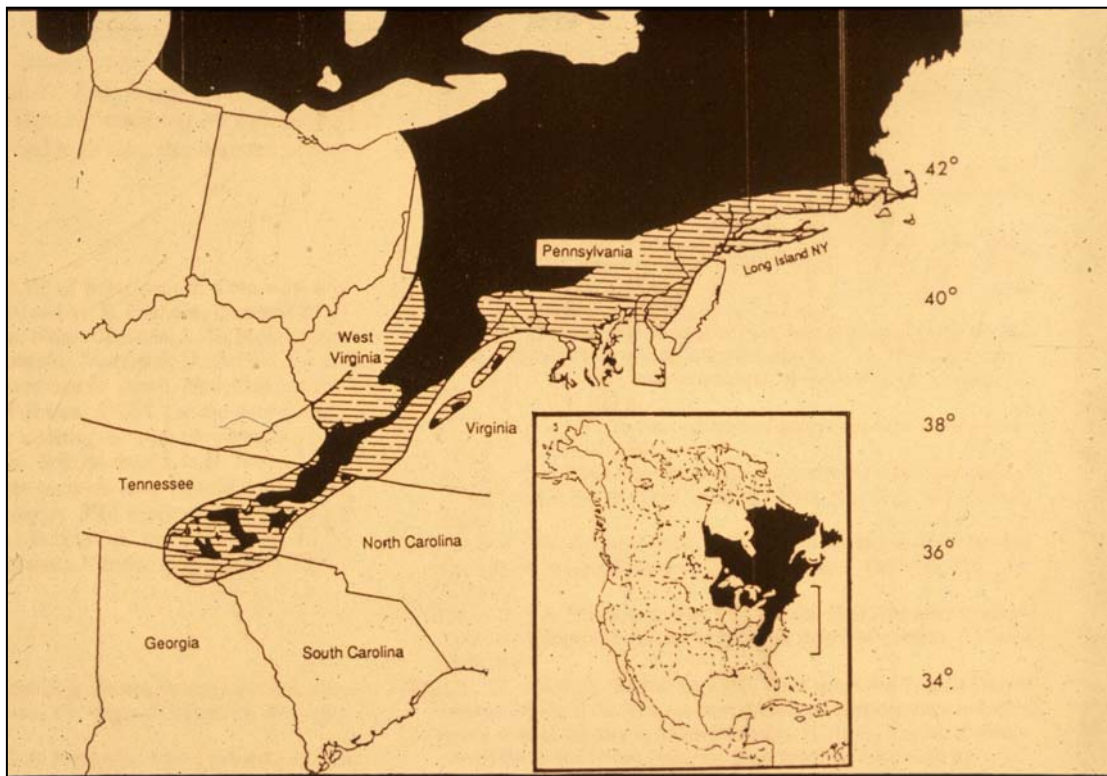 42°
Pennsylvania
Long Island NY
40°
West
Virginia
38°
Virginia
Tennessee
36°
North Carolina
Georgia
South Carolina
34°